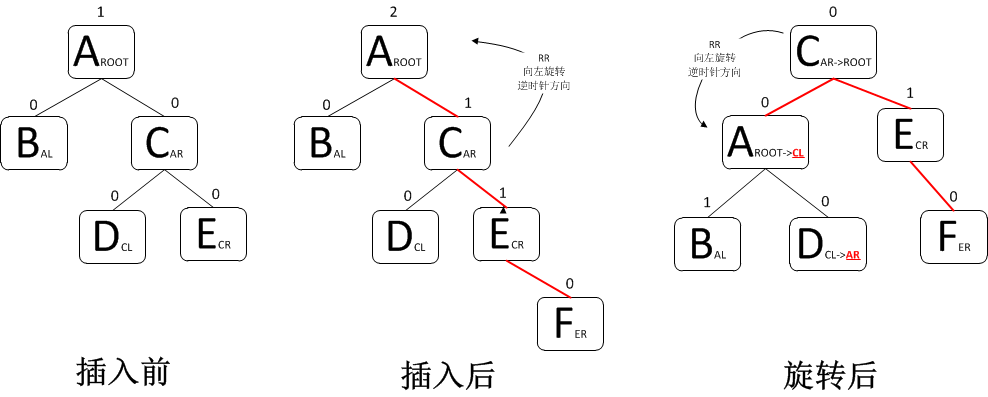 1
A ROOT
0
0
B AL
C AR
0
0
D CL
E CR
插入前
2
A ROOT
RR
向左旋转
逆时针方向
0
1
B AL
C AR
0
1
D CL
E CR
0
F ER
插入后
0
C AR->ROOT
RR
向左旋转
逆时针方向
0
1
A ROOT->CL
E CR
1
0
0
B AL
D CL->AR
F ER
旋转后